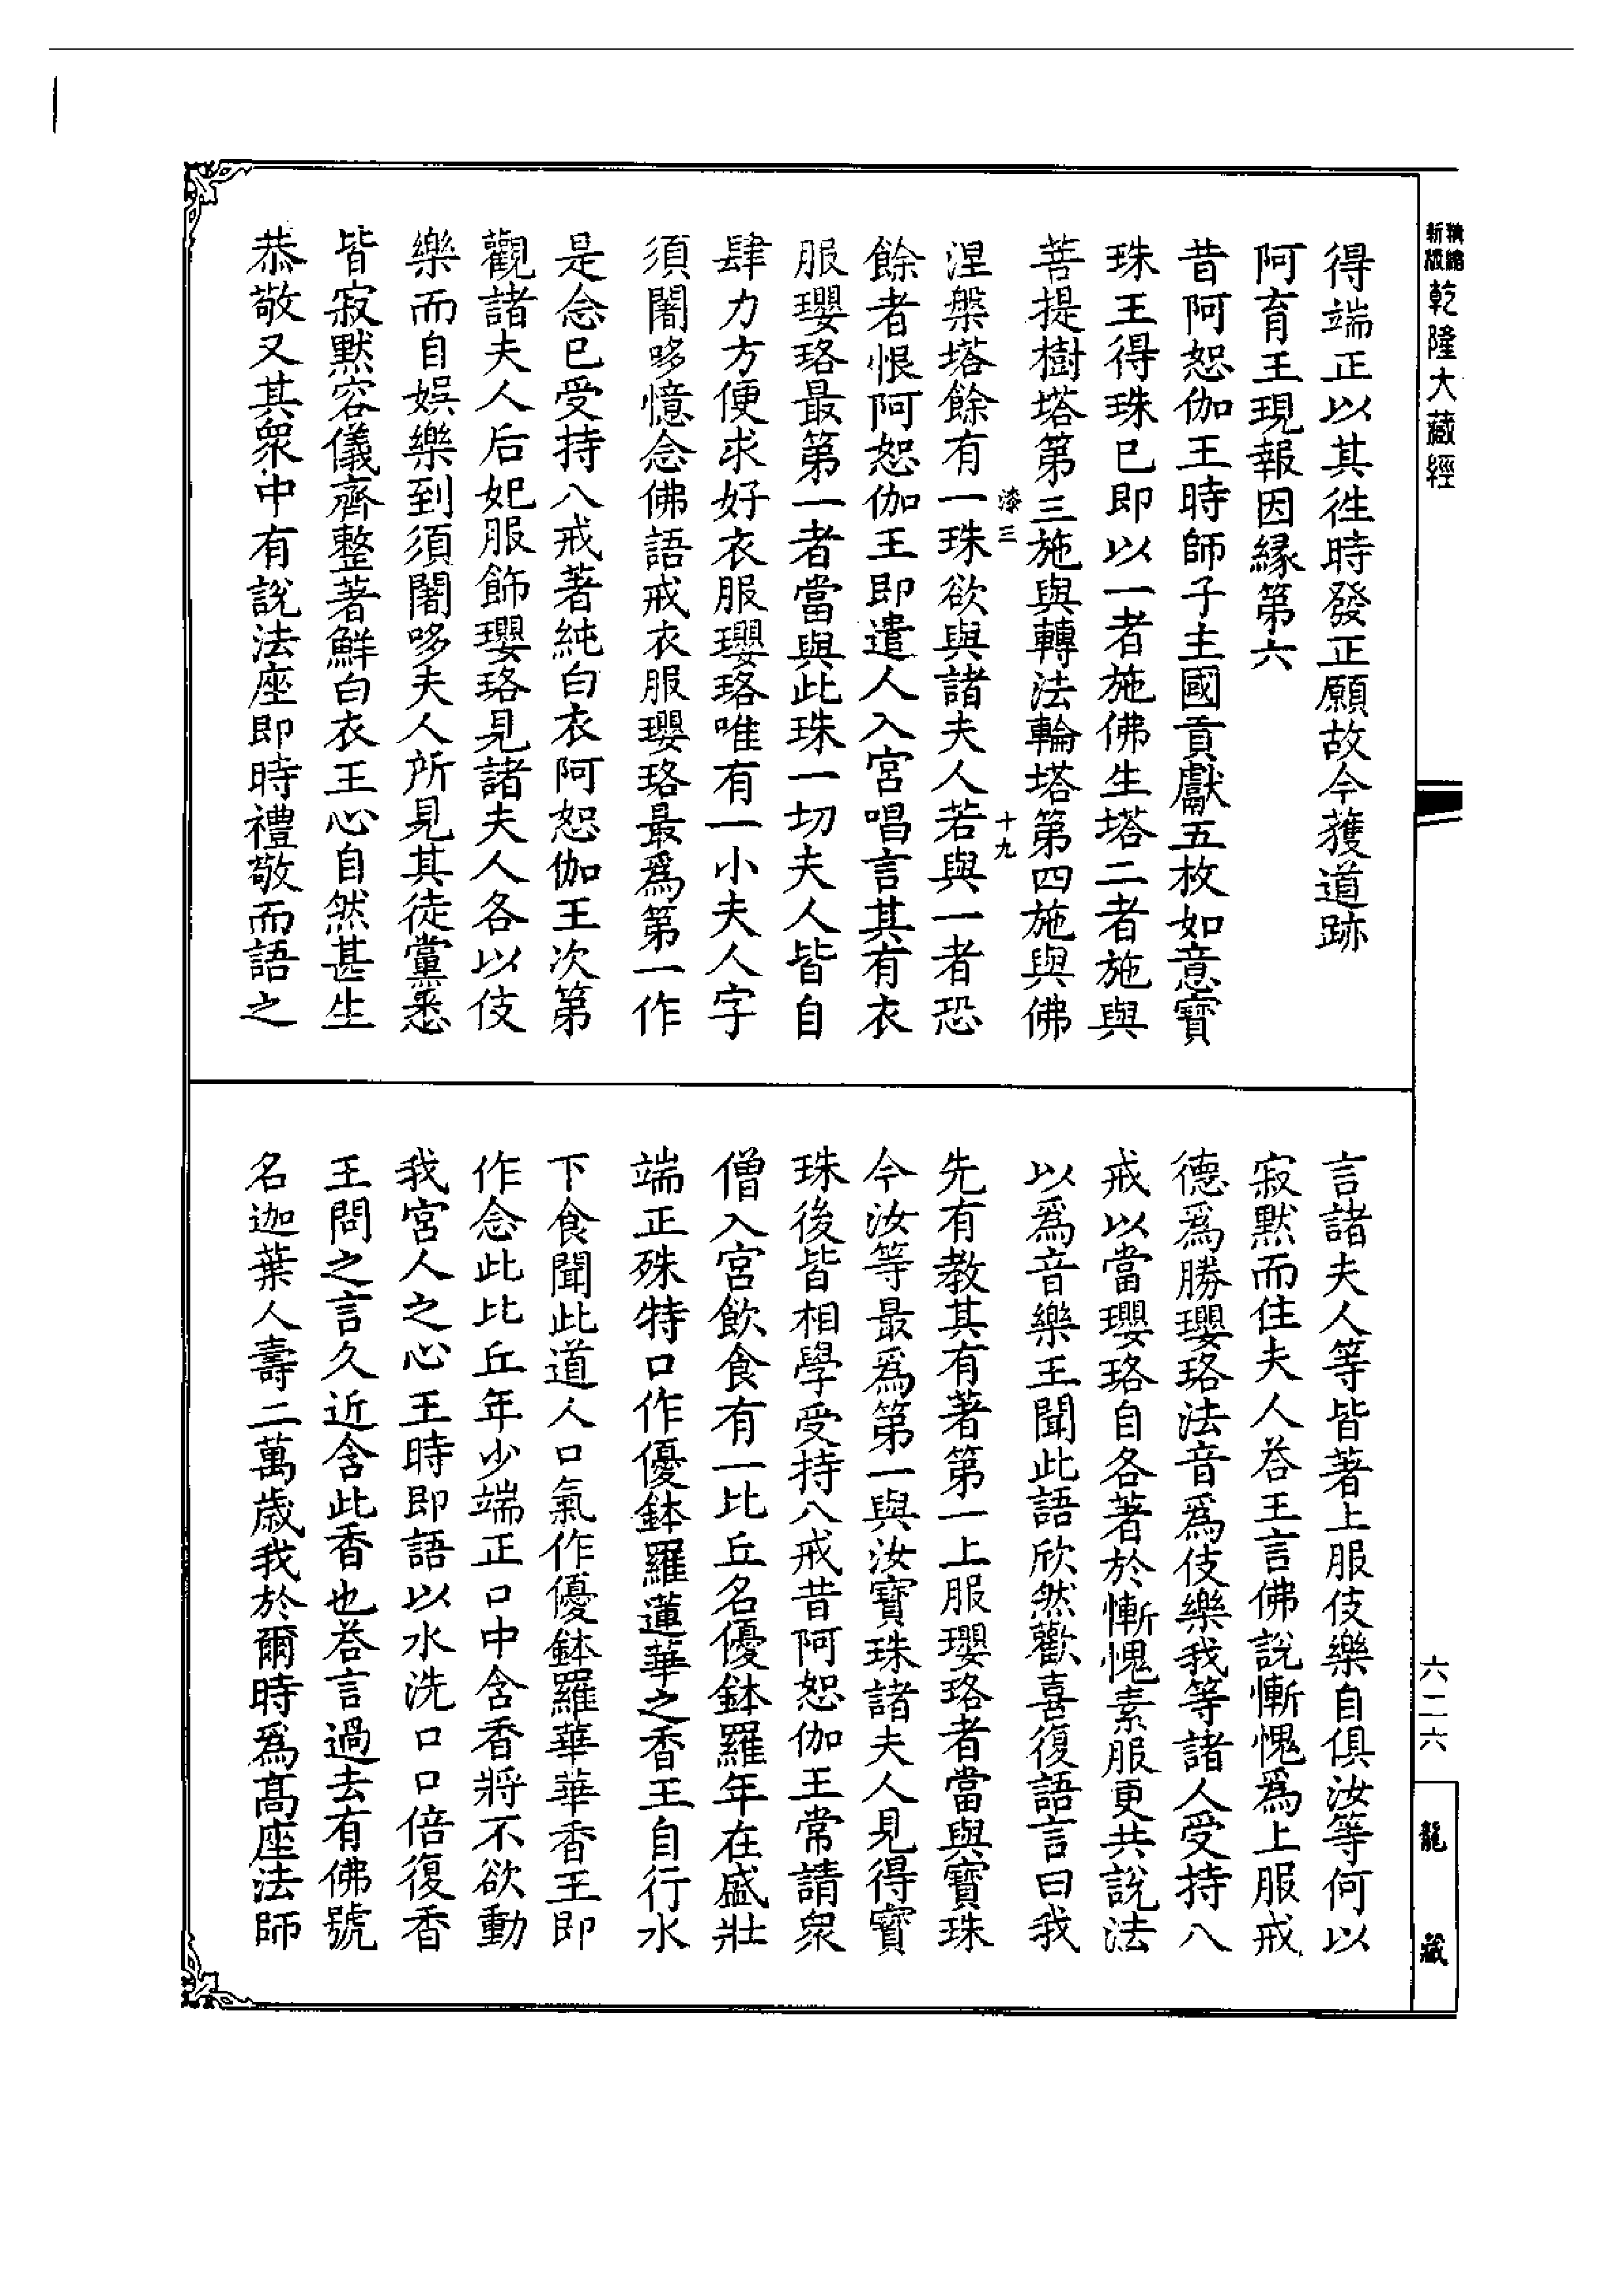 精縮新版乾隆大藏經
得端正以其徃時發正願故今獲道跡
阿育王現報因緣第六
昔阿恕伽王時師子主國貢獻五枚如意寶
珠王得珠已即以一者施佛生塔二者施與
菩提樹塔第三施與轉法輪塔第四施與佛
漆三 十九
涅槃塔餘有一珠欲與諸夫人若與一者恐
餘者恨阿恕伽王即遣人入宮唱言其有衣
服瓔珞最第一者當與此珠一切夫人皆自
肆力方便求好衣服瓔珞唯有一小夫人字
須闍哆憶念佛語戒衣服瓔珞最爲第一作
是念已受持八戒著純白衣阿恕伽王次第
觀諸夫人后妃服飾瓔珞見諸夫人各以伎
樂而自娛樂到須闍哆夫人所見其徒黨悉
皆寂默容儀齊整著鮮白衣王心自然甚生
恭敬又其衆中有說法座即時禮敬而語之
言諸夫人等皆著上服伎樂自俱汝等何以
寂默而住夫人荅王言佛說慚愧爲上服戒
德爲勝瓔珞法音爲伎樂我等諸人受持八
戒以當瓔珞自各著於慚愧素服更共說法
以爲音樂王聞此語欣然歡喜復語言曰我
先有教其有著第一上服瓔珞者當與寶珠
今汝等最爲第一與汝寶珠諸夫人見得寶
珠後皆相學受持八戒昔阿恕伽王常請衆
僧入宮飲食有一比丘名優鉢羅年在盛壯
端正殊特口作優鉢羅蓮華之香王自行水
下食聞此道人口氣作優鉢羅華華香王即
作念此比丘年少端正口中含香將不欲動
我宮人之心王時即語以水洗口口倍復香
王問之言久近含此香也荅言過去有佛號
名迦葉人壽二萬歲我於爾時爲高座法師
六二六
龍藏